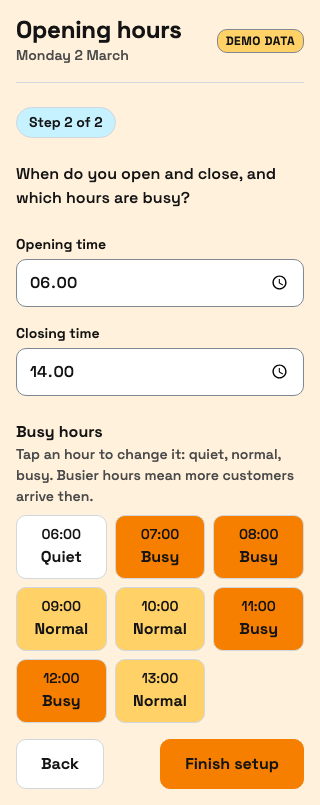 Opening hours
Monday 2 March
DEMO DATA
Step 2 of 2
When do you open and close, and
which hours are busy?
Opening time
06.00
Closing time
14.00
Busy hours
Tap an hour to change it: quiet, normal,
busy. Busier hours mean more customers
arrive then.
06:00
Quiet
07:00
Busy
08:00
Busy
09:00
Normal
10:00
Normal
11:00
Busy
12:00
Busy
13:00
Normal
Back
Finish setup